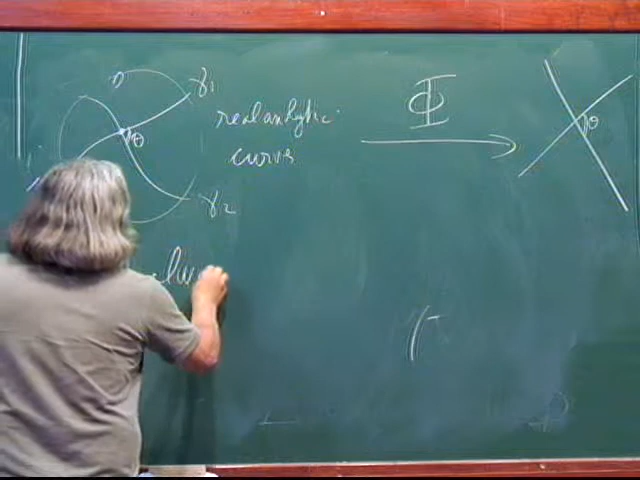 γ₁
θ
real analytic
curves
γ₂
Φ
θ